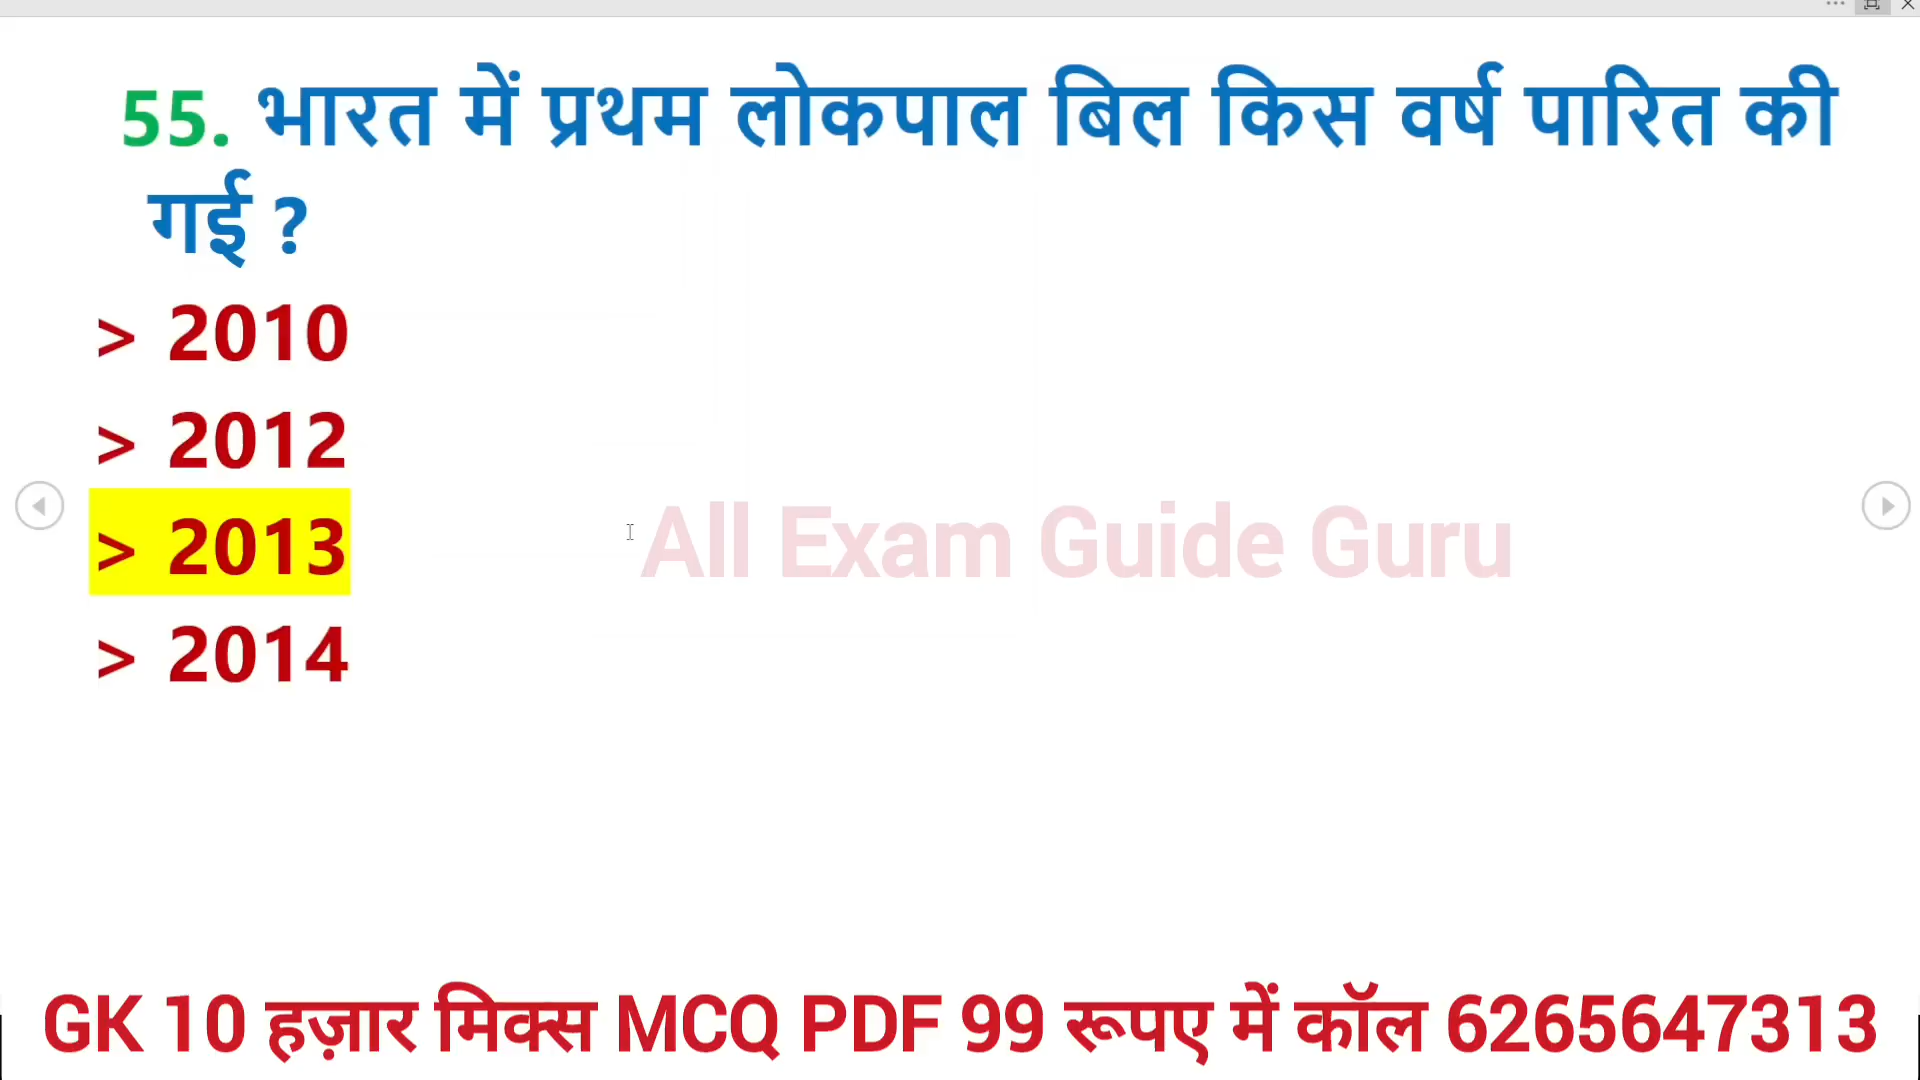 55. भारत में प्रथम लोकपाल बिल किस वर्ष पारित की
गई ?
> 2010
> 2012
> 2013
All Exam Guide Guru
> 2014
GK 10 हज़ार मिक्स MCQ PDF 99 रूपए में कॉल 6265647313